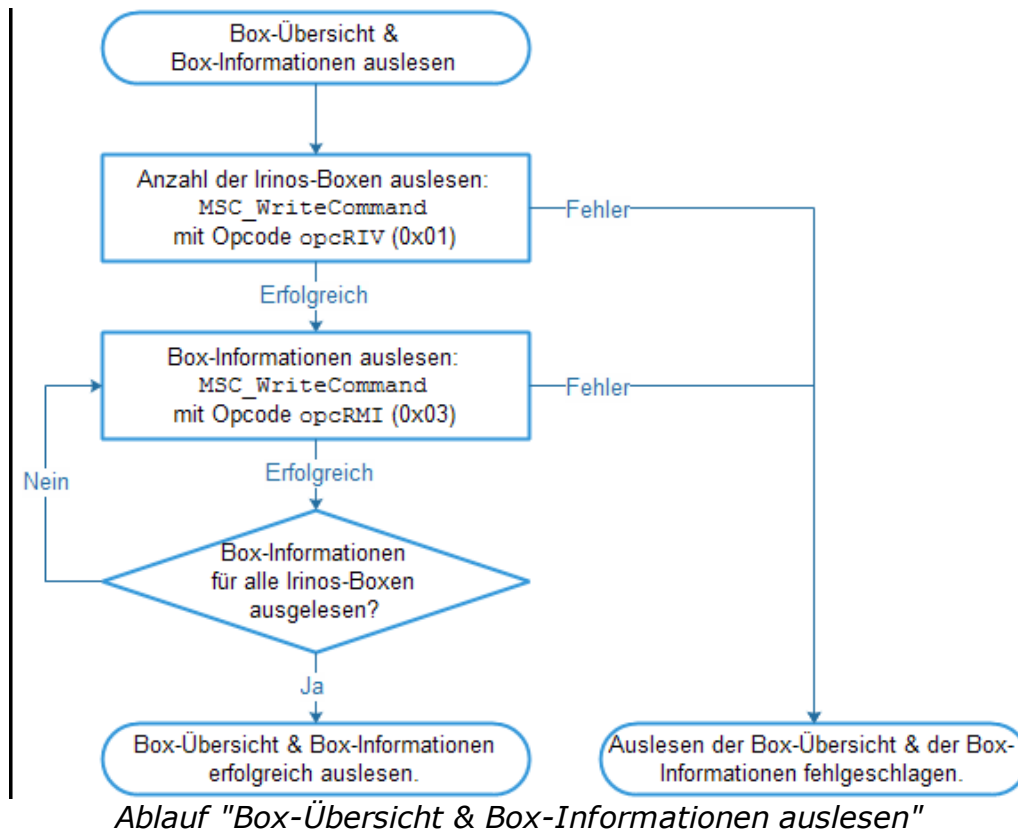 Box-Übersicht &
Box-Informationen auslesen
Anzahl der Irinos-Boxen auslesen:
MSC_WriteCommand
mit Opcode opcRIV (0x01)
Fehler
Erfolgreich
Box-Informationen auslesen:
MSC_WriteCommand
mit Opcode opcRMI (0x03)
Fehler
Erfolgreich
Nein
Box-Informationen
für alle Irinos-Boxen
ausgelesen?
Ja
Box-Übersicht & Box-Informationen
erfolgreich auslesen.
Auslesen der Box-Übersicht & der Box-
Informationen fehlgeschlagen.
Ablauf "Box-Übersicht & Box-Informationen auslesen"